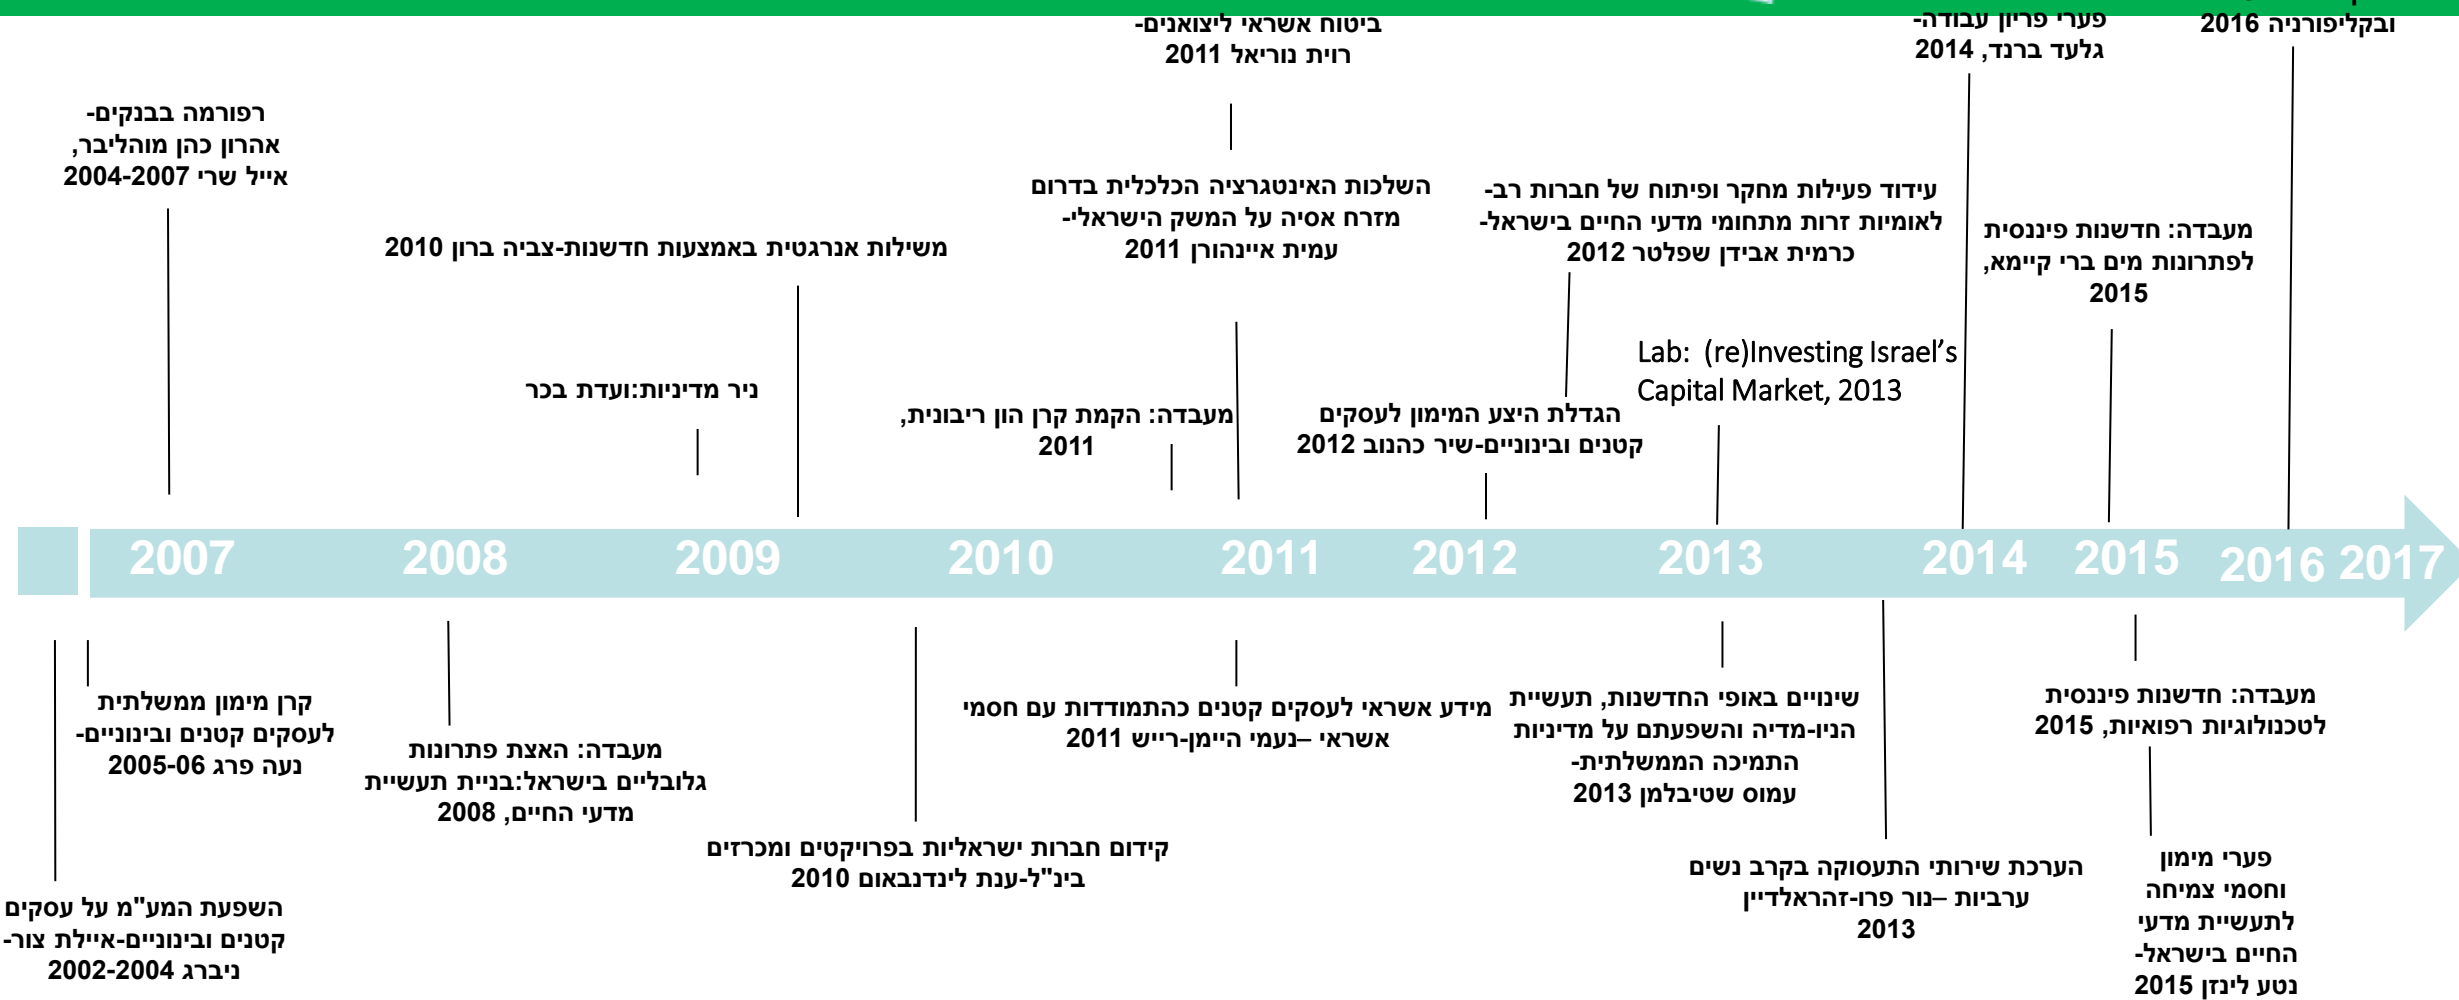 ביטוח אשראי ליצואנים-
רוית נוריאל 2011
פערי פריון עבודה-
גלעד ברנד, 2014
ובקליפורניה 2016
רפורמה בבנקים-
אהרון כהן מוהליבר,
אייל שרי 2004-2007
משילות אנרגטית באמצעות חדשנות-צביה ברון 2010
השלכות האינטגרציה הכלכלית בדרום
מזרח אסיה על המשק הישראלי-
עמית איינהורן 2011
עידוד פעילות מחקר ופיתוח של חברות רב-
לאומיות זרות מתחומי מדעי החיים בישראל-
כרמית אבידן שפלטר 2012
מעבדה: חדשנות פיננסית
לפתרונות מים ברי קיימא,
2015
ניר מדיניות:ועדת בכר
מעבדה: הקמת קרן הון ריבונית,
2011
הגדלת היצע המימון לעסקים
קטנים ובינוניים-שיר כהנוב 2012
Lab: (re)Investing Israel's
Capital Market, 2013
2007 2008 2009 2010 2011 2012 2013 2014 2015 2016 2017
קרן מימון ממשלתית
לעסקים קטנים ובינוניים-
נעה פרג 2005-06
השפעת המע"מ על עסקים
קטנים ובינוניים-איילת צור-
ניברג 2002-2004
מעבדה: האצת פתרונות
גלובליים בישראל:בניית תעשיית
מדעי החיים, 2008
קידום חברות ישראליות בפרויקטים ומכרזים
בינ"ל-ענת לינדנבאום 2010
מידע אשראי לעסקים קטנים כהתמודדות עם חסמי
אשראי –נעמי היימן-רייש 2011
שינויים באופי החדשנות, תעשיית
הניו-מדיה והשפעתם על מדיניות
התמיכה הממשלתית-
עמוס שטיבלמן 2013
הערכת שירותי התעסוקה בקרב נשים
ערביות –נור פרו-זהראלדיין
2013
מעבדה: חדשנות פיננסית
לטכנולוגיות רפואיות, 2015
פערי מימון
וחסמי צמיחה
לתעשיית מדעי
החיים בישראל-
נטע לינזן 2015